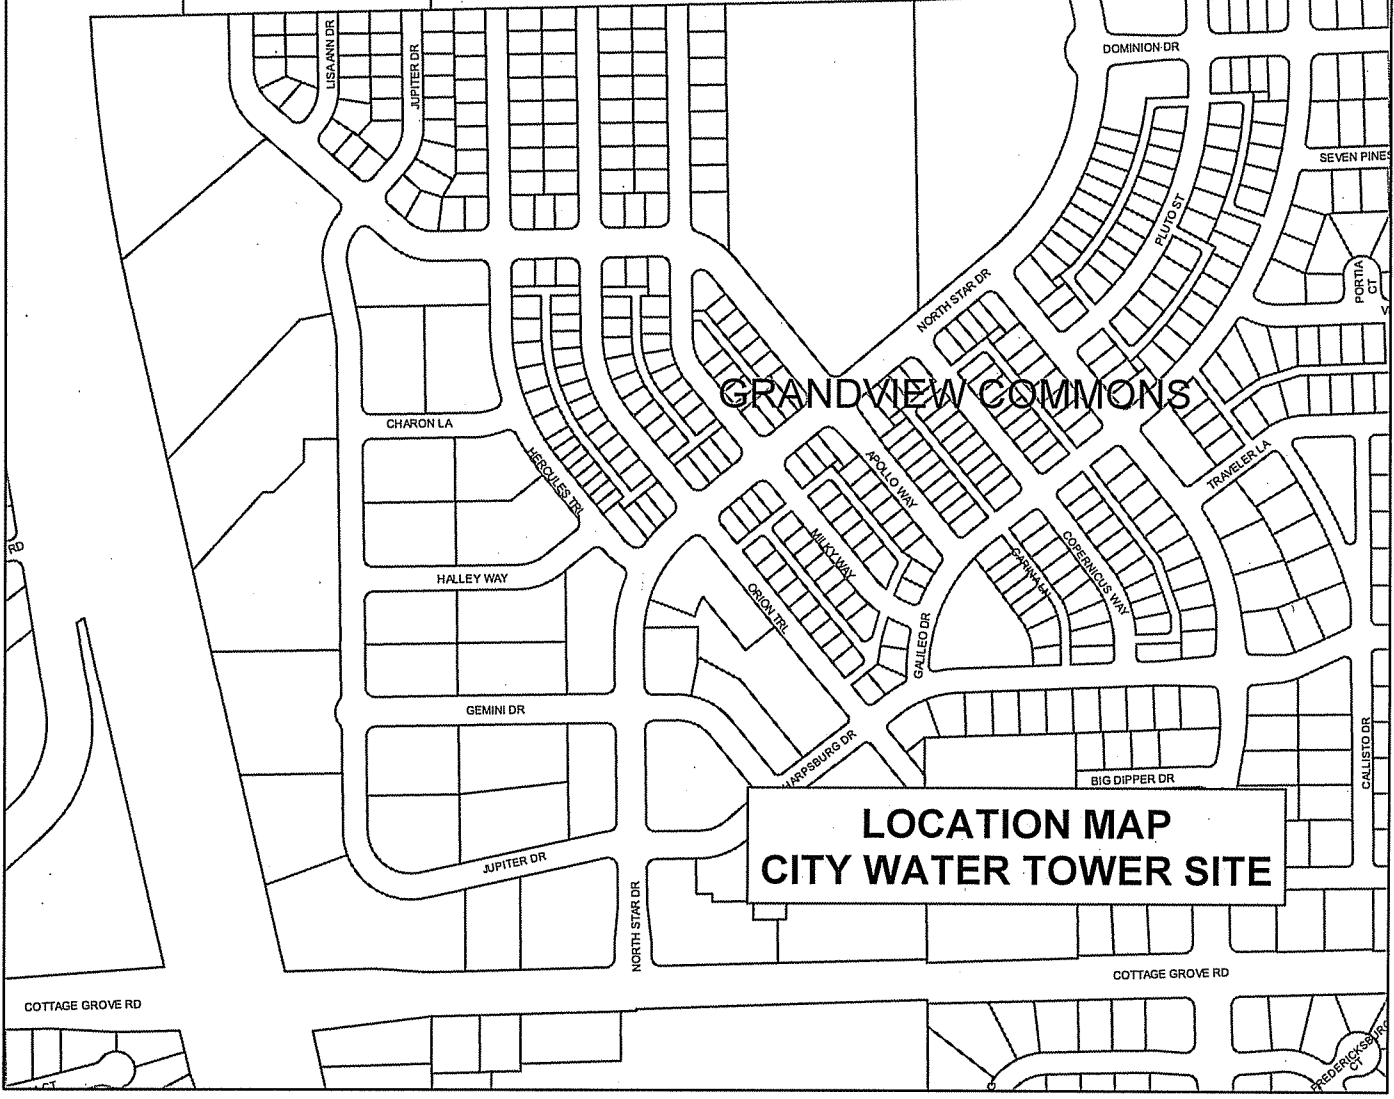 LISA ANN DR
JUPITER DR
DOMINION DR
SEVEN PINES
PLUTO ST
PORTIA
CT
NORTH STAR DR
GRANDVIEW COMMONS
CHARON LA
HERCULES TRL
APOLLO WAY
TRAVELER LA
RD
HALLEY WAY
MILKY WAY
CARINA LN
COPERNICUS WAY
ORION TRL
GALILEO DR
GEMINI DR
HARPSBURG DR
CALLISTO DR
BIG DIPPER DR
LOCATION MAP
CITY WATER TOWER SITE
JUPITER DR
NORTH STAR DR
COTTAGE GROVE RD
COTTAGE GROVE RD
FREDERICKSBURG
CT
CT